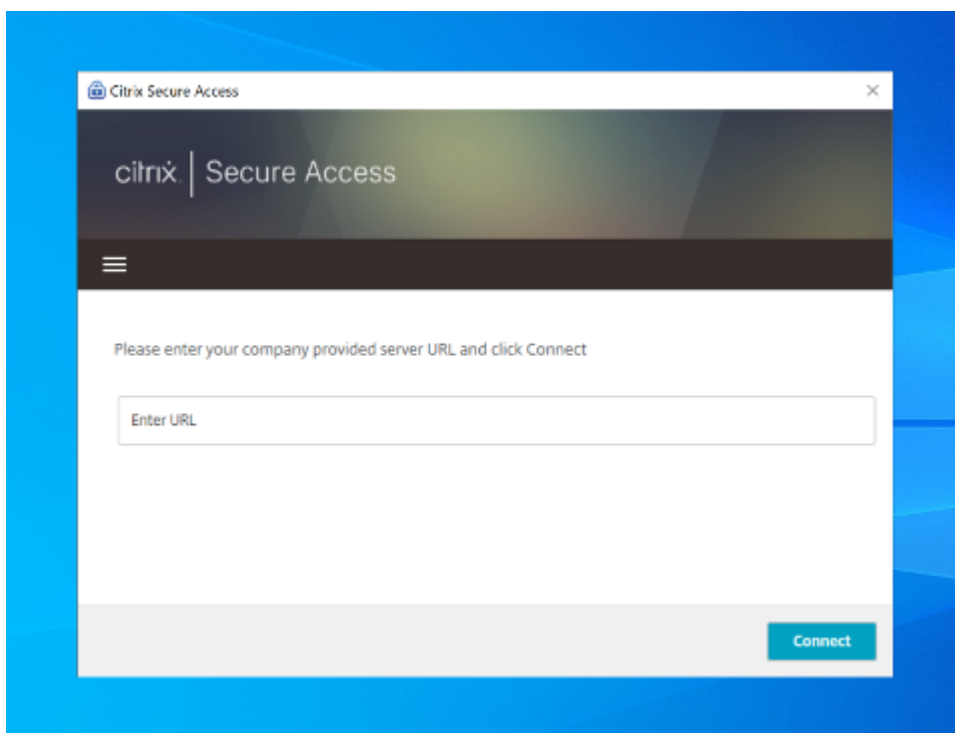 Citrix Secure Access
citrix. | Secure Access
Please enter your company provided server URL and click Connect
Enter URL
Connect